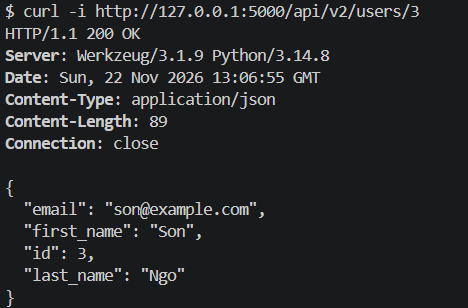 $ curl -i http://127.0.0.1:5000/api/v2/users/3
HTTP/1.1 200 OK
Server: Werkzeug/3.1.9 Python/3.14.8
Date: Sun, 22 Nov 2026 13:06:55 GMT
Content-Type: application/json
Content-Length: 89
Connection: close

{
  "email": "son@example.com",
  "first_name": "Son",
  "id": 3,
  "last_name": "Ngo"
}